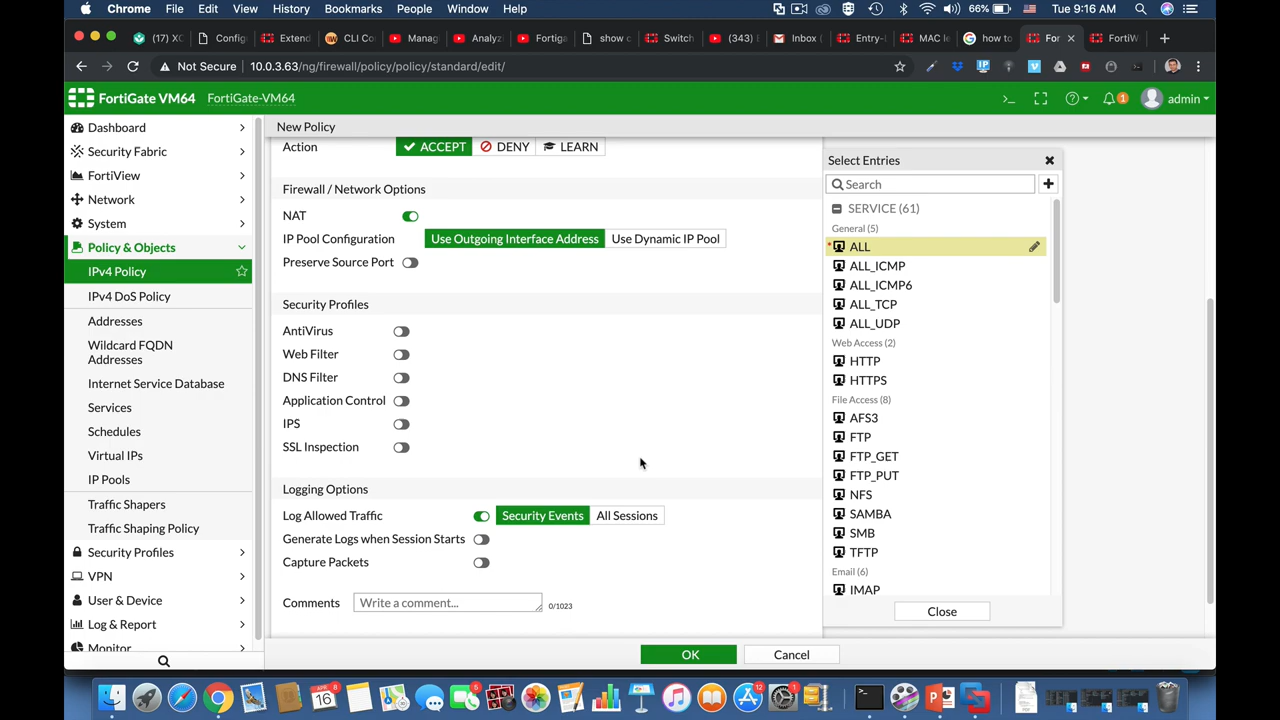 Chrome File Edit View History Bookmarks People Window Help 66% Tue 9:16 AM
(17) XC Config Extend CLI Co Manag Analyz Fortiga show c Switch (343) Inbox ( Entry-L MAC le how to For FortiW
Not Secure 10.0.3.63/ng/firewall/policy/policy/standard/edit/
FortiGate VM64 FortiGate-VM64 >_ 1 admin
Dashboard
Security Fabric
FortiView
Network
System
Policy & Objects
IPv4 Policy
IPv4 DoS Policy
Addresses
Wildcard FQDN
Addresses
Internet Service Database
Services
Schedules
Virtual IPs
IP Pools
Traffic Shapers
Traffic Shaping Policy
Security Profiles
VPN
User & Device
Log & Report
Monitor
New Policy
Action ACCEPT DENY LEARN
Firewall / Network Options
NAT
IP Pool Configuration Use Outgoing Interface Address Use Dynamic IP Pool
Preserve Source Port
Security Profiles
AntiVirus
Web Filter
DNS Filter
Application Control
IPS
SSL Inspection
Logging Options
Log Allowed Traffic Security Events All Sessions
Generate Logs when Session Starts
Capture Packets
Comments Write a comment... 0/1023
OK Cancel
Select Entries
Search
SERVICE (61)
General (5)
ALL
ALL_ICMP
ALL_ICMP6
ALL_TCP
ALL_UDP
Web Access (2)
HTTP
HTTPS
File Access (8)
AFS3
FTP
FTP_GET
FTP_PUT
NFS
SAMBA
SMB
TFTP
Email (6)
IMAP
Close